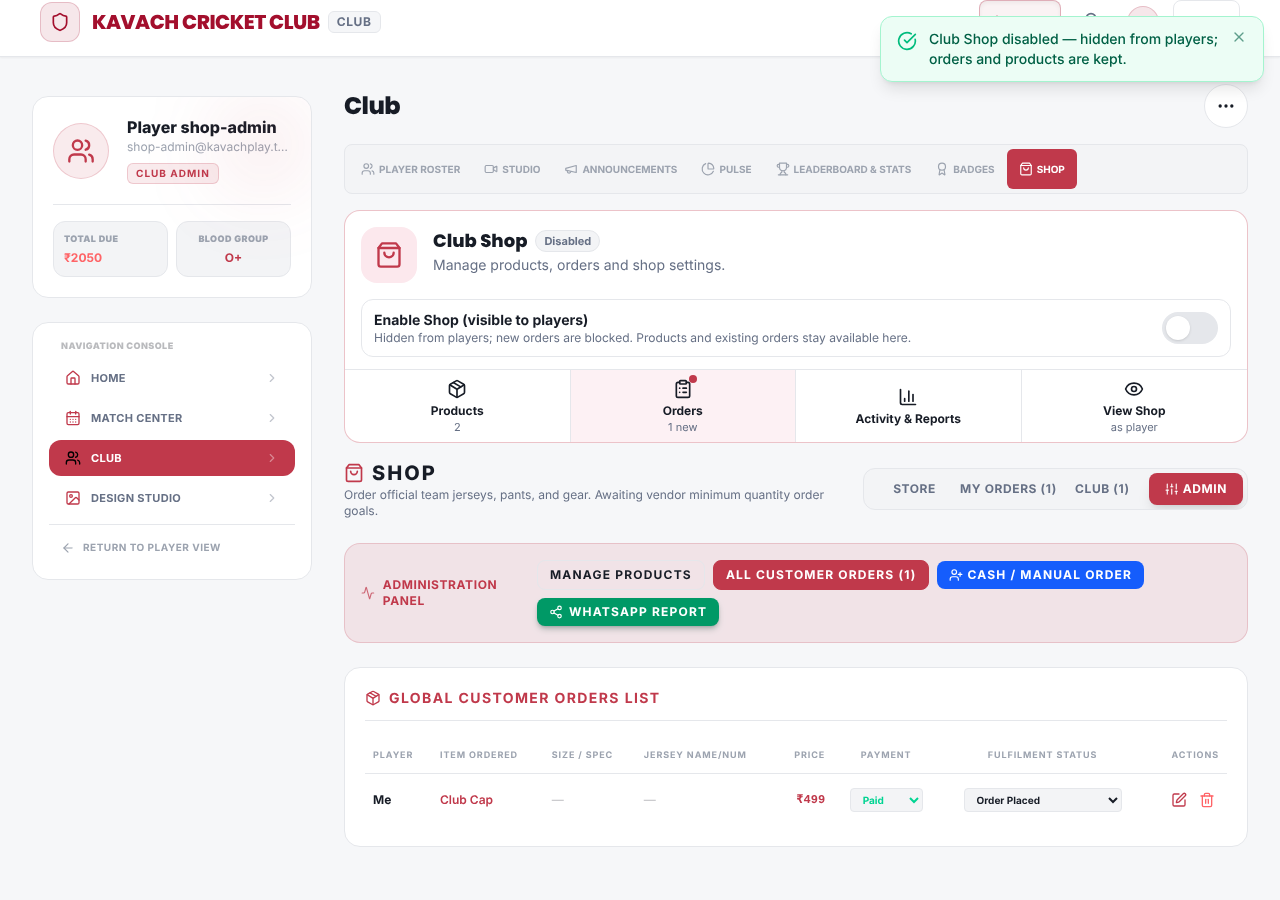 KAVACH CRICKET CLUB
CLUB
Club Shop disabled — hidden from players;
orders and products are kept.
Player shop-admin
shop-admin@kavachplay.t...
CLUB ADMIN
TOTAL DUE
₹2050
BLOOD GROUP
O+
NAVIGATION CONSOLE
HOME
MATCH CENTER
CLUB
DESIGN STUDIO
RETURN TO PLAYER VIEW
Club
PLAYER ROSTER
STUDIO
ANNOUNCEMENTS
PULSE
LEADERBOARD & STATS
BADGES
SHOP
Club Shop
Disabled
Manage products, orders and shop settings.
Enable Shop (visible to players)
Hidden from players; new orders are blocked. Products and existing orders stay available here.
Products
2
Orders
1 new
Activity & Reports
View Shop
as player
SHOP
Order official team jerseys, pants, and gear. Awaiting vendor minimum quantity order
goals.
STORE
MY ORDERS (1)
CLUB (1)
ADMIN
ADMINISTRATION
PANEL
MANAGE PRODUCTS
ALL CUSTOMER ORDERS (1)
CASH / MANUAL ORDER
WHATSAPP REPORT
GLOBAL CUSTOMER ORDERS LIST
PLAYER ITEM ORDERED SIZE / SPEC JERSEY NAME/NUM PRICE PAYMENT FULFILMENT STATUS ACTIONS
Me Club Cap — — ₹499 Paid Order Placed